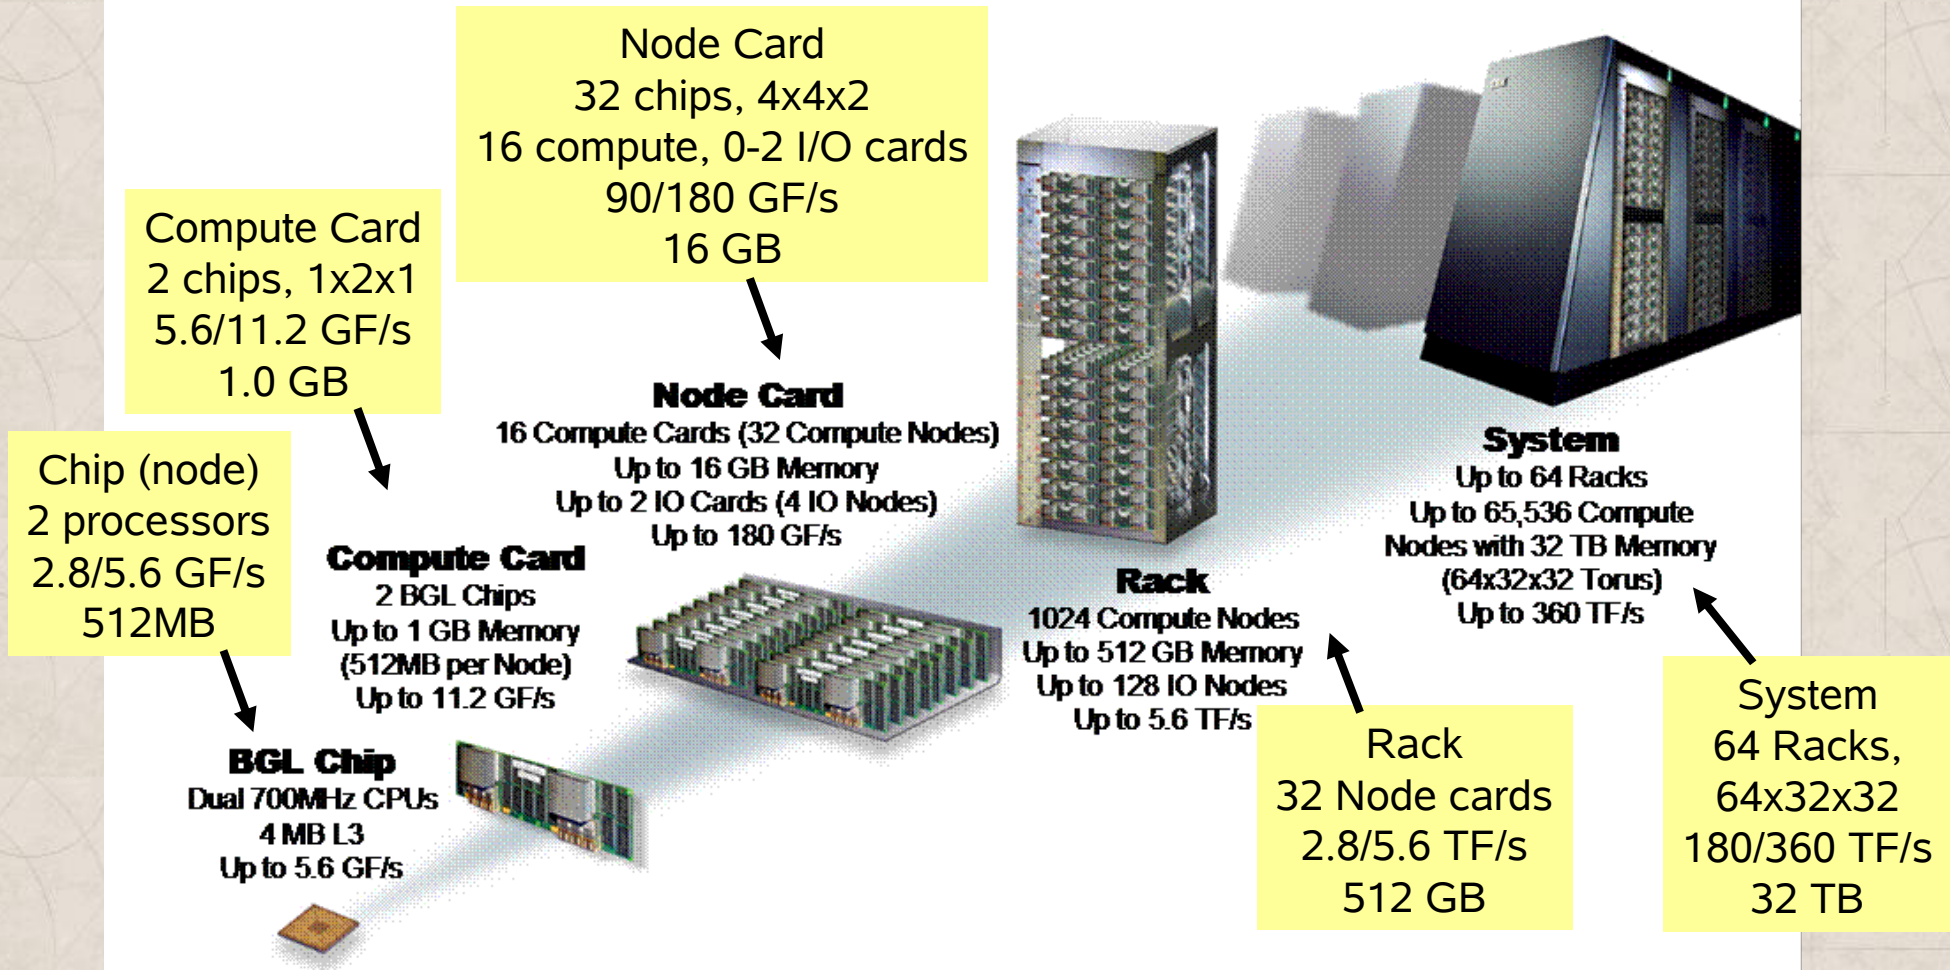 Node Card
32 chips, 4x4x2
16 compute, 0-2 I/O cards
90/180 GF/s
16 GB
Compute Card
2 chips, 1x2x1
5.6/11.2 GF/s
1.0 GB
Chip (node)
2 processors
2.8/5.6 GF/s
512MB
Node Card
16 Compute Cards (32 Compute Nodes)
Up to 16 GB Memory
Up to 2 IO Cards (4 IO Nodes)
Up to 180 GF/s
Compute Card
2 BGL Chips
Up to 1 GB Memory
(512MB per Node)
Up to 11.2 GF/s
BGL Chip
Dual 700MHz CPUs
4 MB L3
Up to 5.6 GF/s
Rack
1024 Compute Nodes
Up to 512 GB Memory
Up to 128 IO Nodes
Up to 5.6 TF/s
System
Up to 64 Racks
Up to 65,536 Compute
Nodes with 32 TB Memory
(64x32x32 Torus)
Up to 360 TF/s
Rack
32 Node cards
2.8/5.6 TF/s
512 GB
System
64 Racks,
64x32x32
180/360 TF/s
32 TB